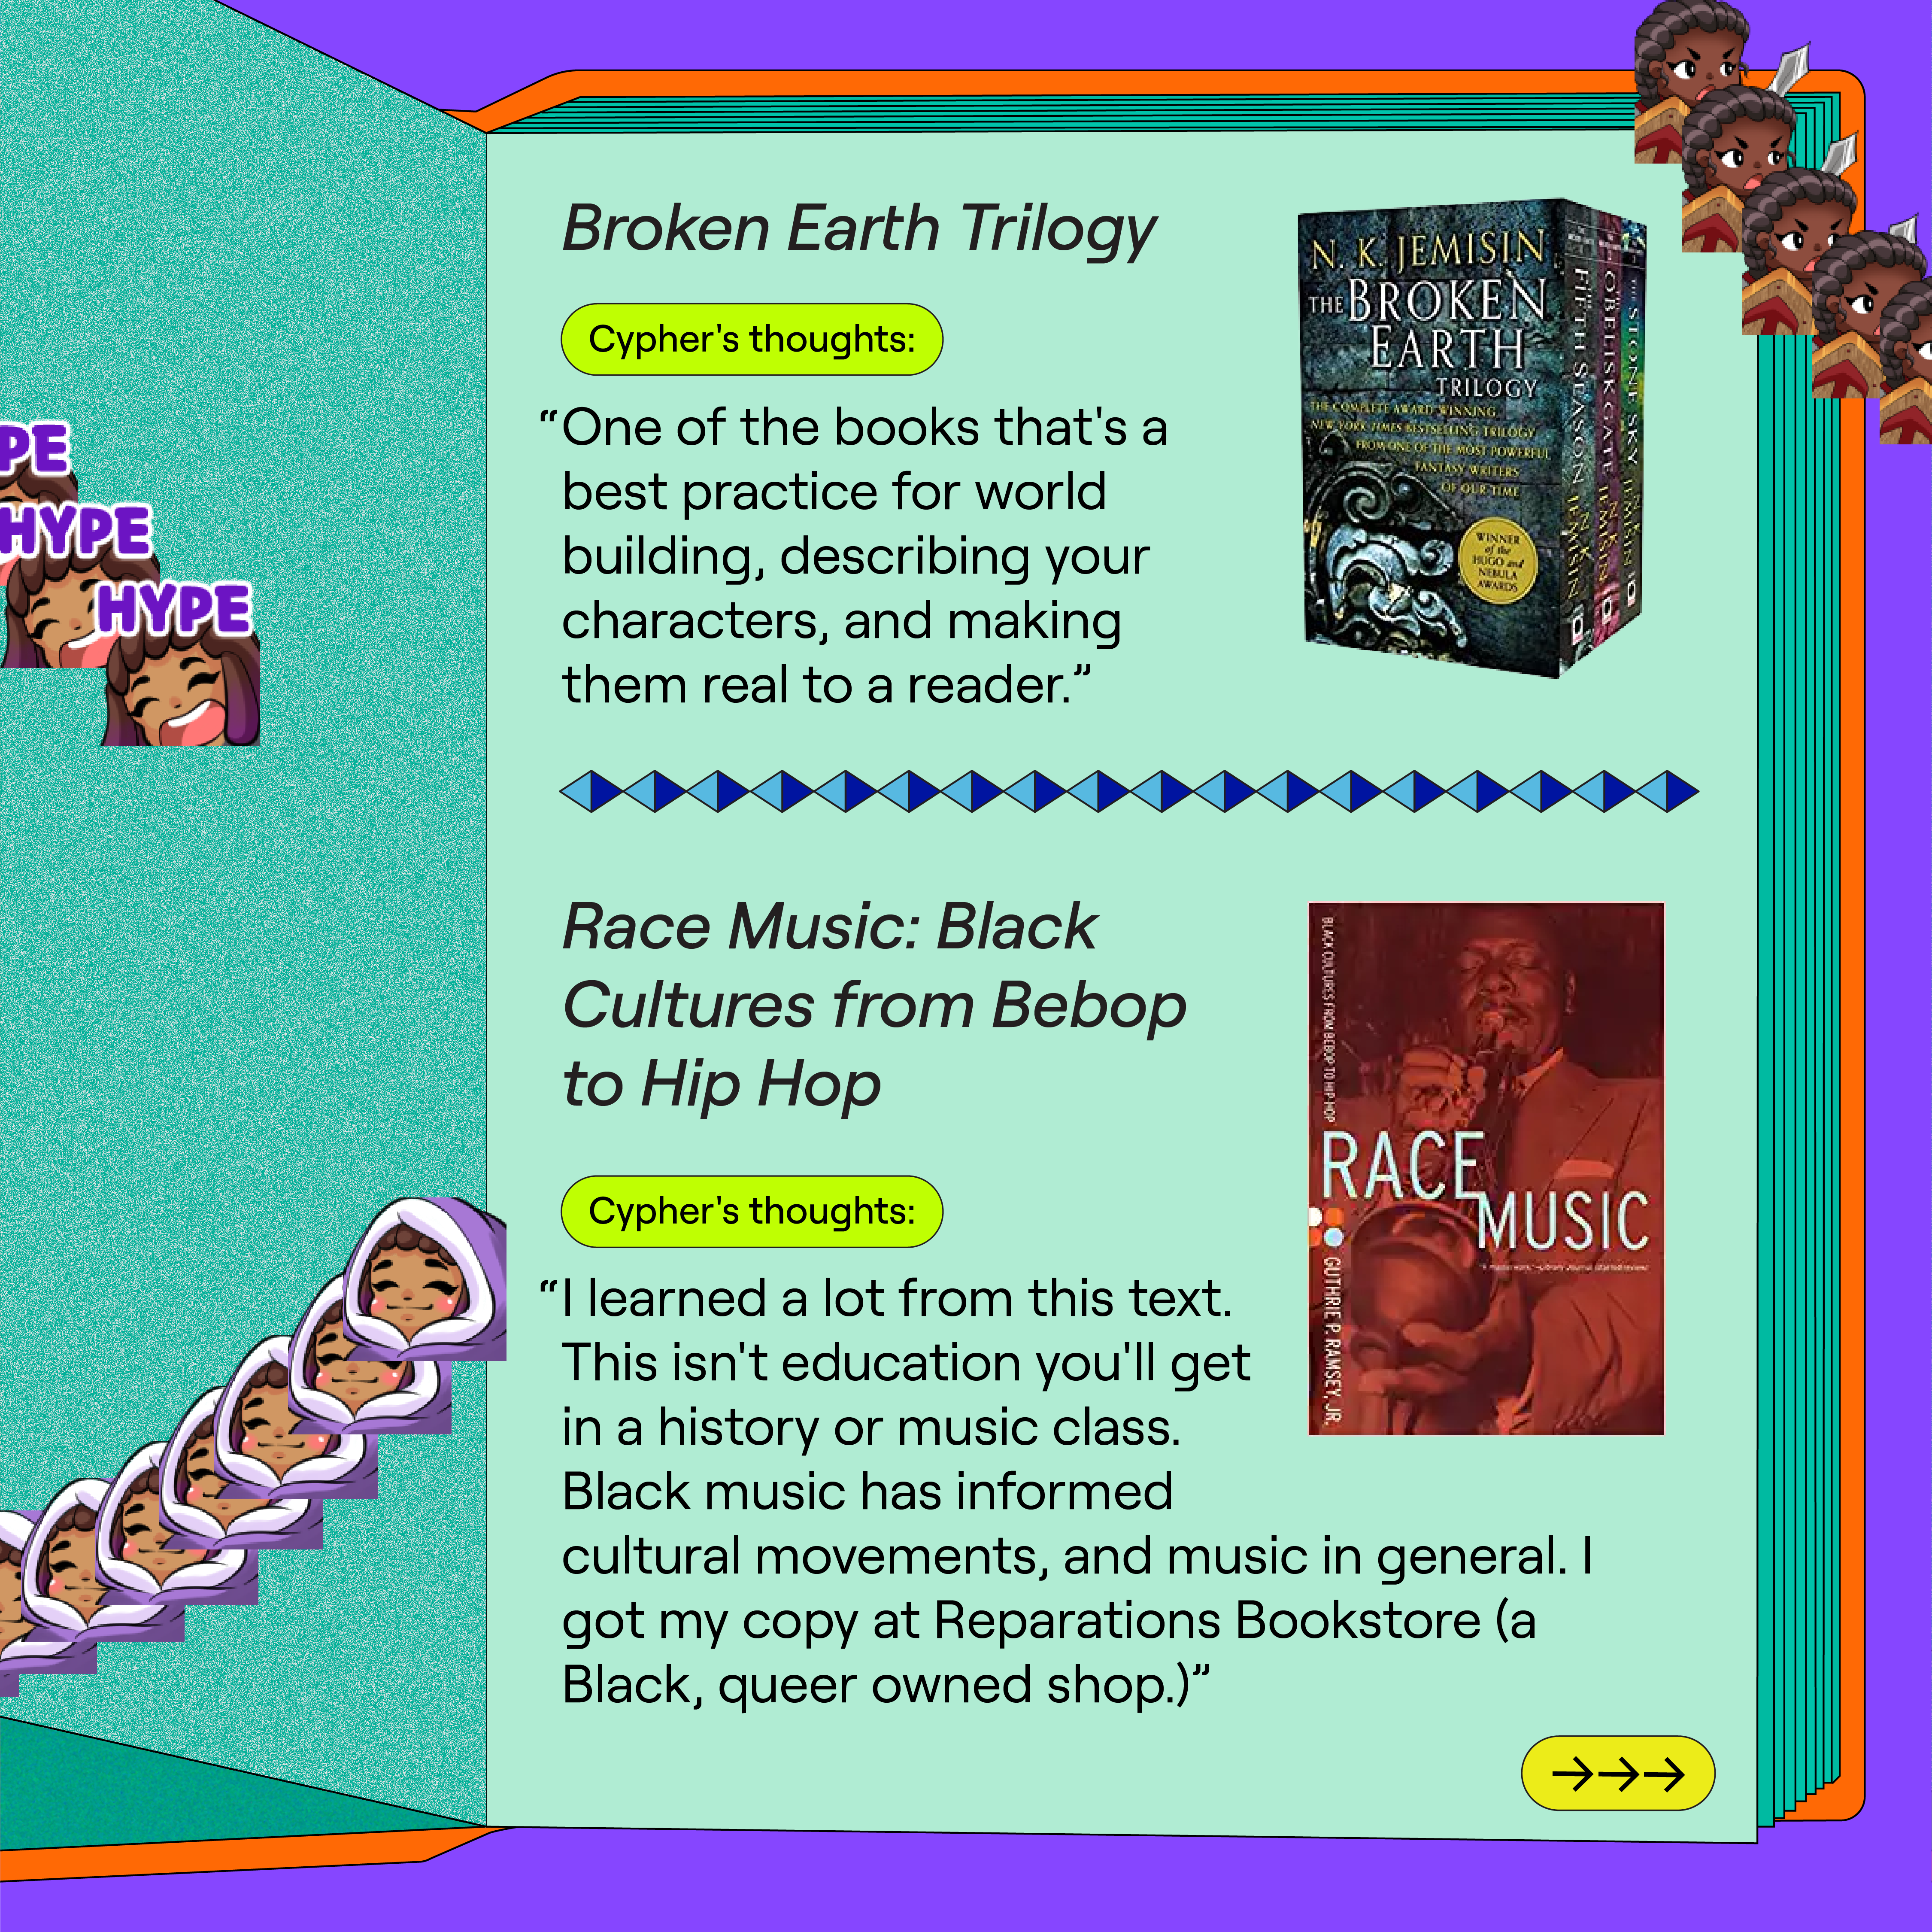 Broken Earth Trilogy
Cypher's thoughts:
“One of the books that's a
best practice for world
building, describing your
characters, and making
them real to a reader.”
N. K. JEMISIN
THE BROKEN
EARTH
TRILOGY
THE COMPLETE AWARD-WINNING,
NEW YORK TIMES BESTSELLING TRILOGY
FROM ONE OF THE MOST POWERFUL
FANTASY WRITERS
OF OUR TIME
WINNER
of the
HUGO and
NEBULA
AWARDS
THE FIFTH SEASON N.K. JEMISIN
THE OBELISK GATE N.K. JEMISIN
THE STONE SKY N.K. JEMISIN
PE
HYPE
HYPE
Race Music: Black
Cultures from Bebop
to Hip Hop
Cypher's thoughts:
“I learned a lot from this text.
This isn't education you'll get
in a history or music class.
Black music has informed
cultural movements, and music in general. I
got my copy at Reparations Bookstore (a
Black, queer owned shop.)”
BLACK CULTURES FROM BEBOP TO HIP-HOP
RACE
MUSIC
"A master work."—Library Journal (starred review)
GUTHRIE P. RAMSEY, JR.
→→→